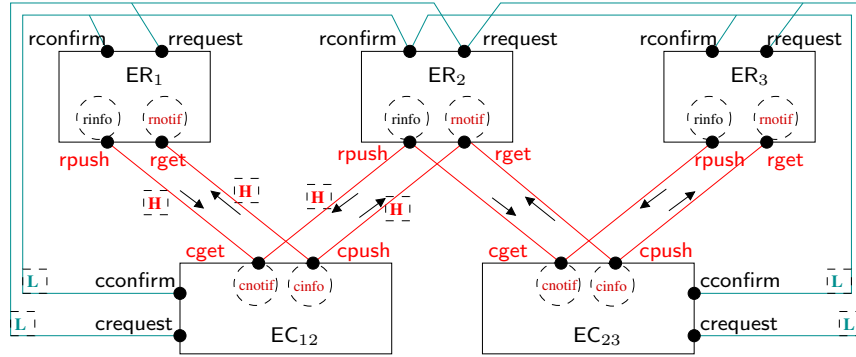 rconfirm rrequest rconfirm rrequest rconfirm rrequest
ER1 ER2 ER3
rinfo rnotif rinfo rnotif rinfo rnotif
rpush rget rpush rget rpush rget
H H H H
cget cpush cget cpush
cnotif cinfo cnotif cinfo
L cconfirm cconfirm L
L crequest crequest L
EC12 EC23